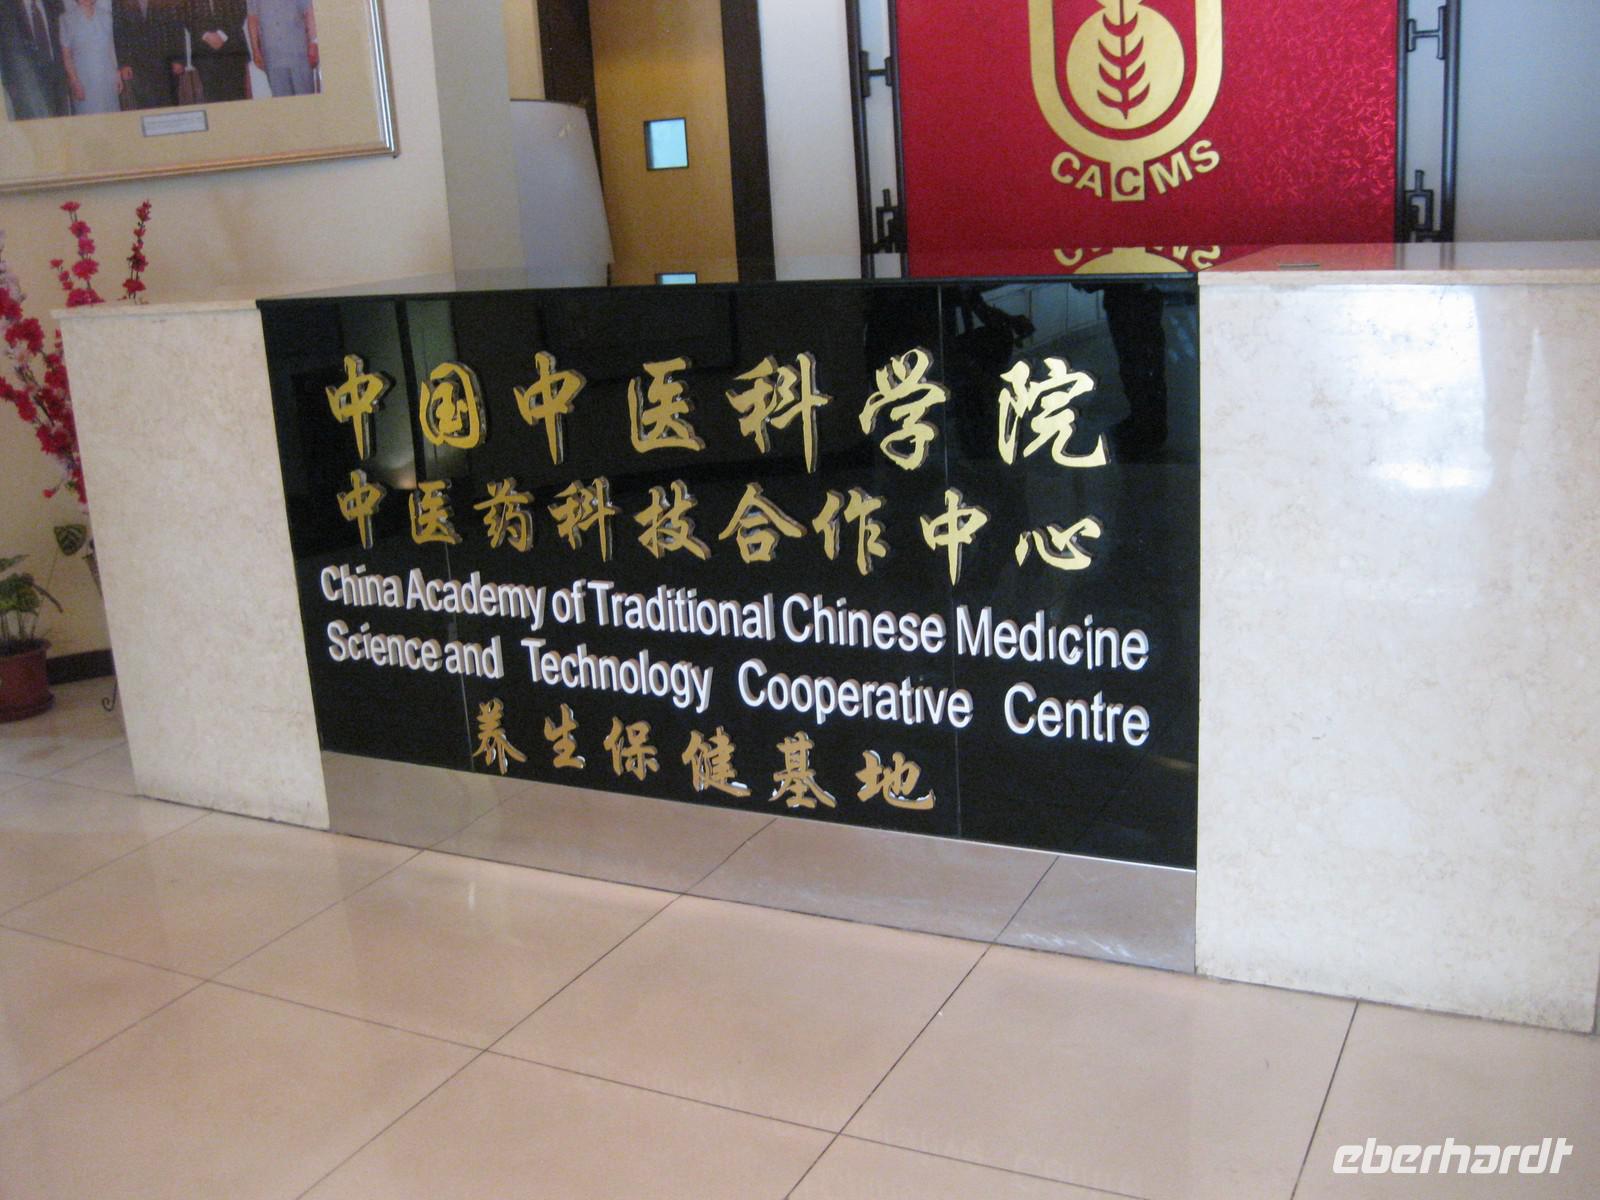 CACMS
中国中医科学院
中医药科技合作中心
China Academy of Traditional Chinese Medicine
Science and Technology Cooperative Centre
养生保健基地
eberhardt